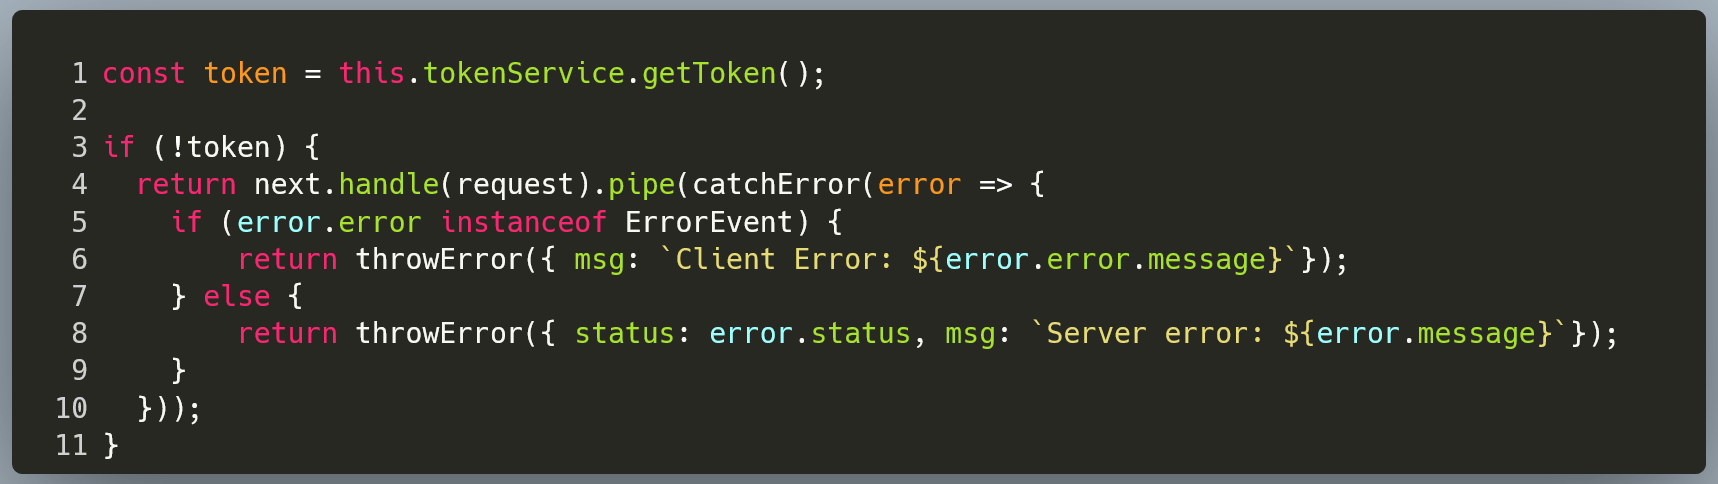 1 const token = this.tokenService.getToken();
2
3 if (!token) {
4   return next.handle(request).pipe(catchError(error => {
5     if (error.error instanceof ErrorEvent) {
6         return throwError({ msg: `Client Error: ${error.error.message}`});
7     } else {
8         return throwError({ status: error.status, msg: `Server error: ${error.message}`});
9     }
10   }));
11 }